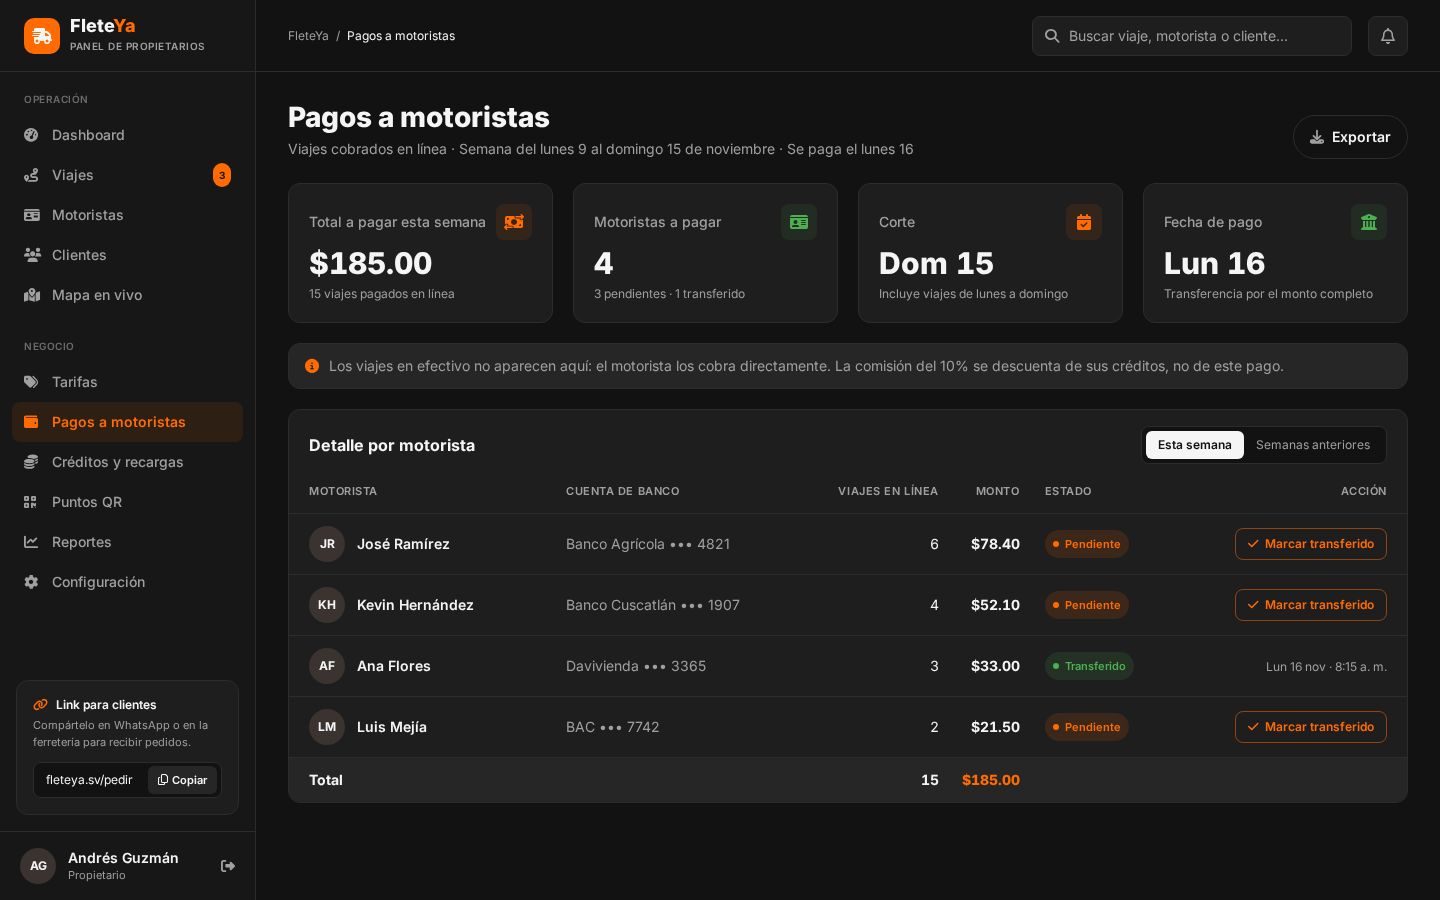 FleteYa
PANEL DE PROPIETARIOS
FleteYa / Pagos a motoristas
Buscar viaje, motorista o cliente...
OPERACIÓN
Dashboard
Viajes 3
Motoristas
Clientes
Mapa en vivo
NEGOCIO
Tarifas
Pagos a motoristas
Créditos y recargas
Puntos QR
Reportes
Configuración
Link para clientes
Compártelo en WhatsApp o en la
ferretería para recibir pedidos.
fleteya.sv/pedir Copiar
AG Andrés Guzmán
Propietario
Pagos a motoristas
Viajes cobrados en línea · Semana del lunes 9 al domingo 15 de noviembre · Se paga el lunes 16
Exportar
Total a pagar esta semana
$185.00
15 viajes pagados en línea
Motoristas a pagar
4
3 pendientes · 1 transferido
Corte
Dom 15
Incluye viajes de lunes a domingo
Fecha de pago
Lun 16
Transferencia por el monto completo
Los viajes en efectivo no aparecen aquí: el motorista los cobra directamente. La comisión del 10% se descuenta de sus créditos, no de este pago.
Detalle por motorista
Esta semana Semanas anteriores
MOTORISTA CUENTA DE BANCO VIAJES EN LÍNEA MONTO ESTADO ACCIÓN
JR José Ramírez Banco Agrícola ••• 4821 6 $78.40 Pendiente Marcar transferido
KH Kevin Hernández Banco Cuscatlán ••• 1907 4 $52.10 Pendiente Marcar transferido
AF Ana Flores Davivienda ••• 3365 3 $33.00 Transferido Lun 16 nov · 8:15 a. m.
LM Luis Mejía BAC ••• 7742 2 $21.50 Pendiente Marcar transferido
Total 15 $185.00